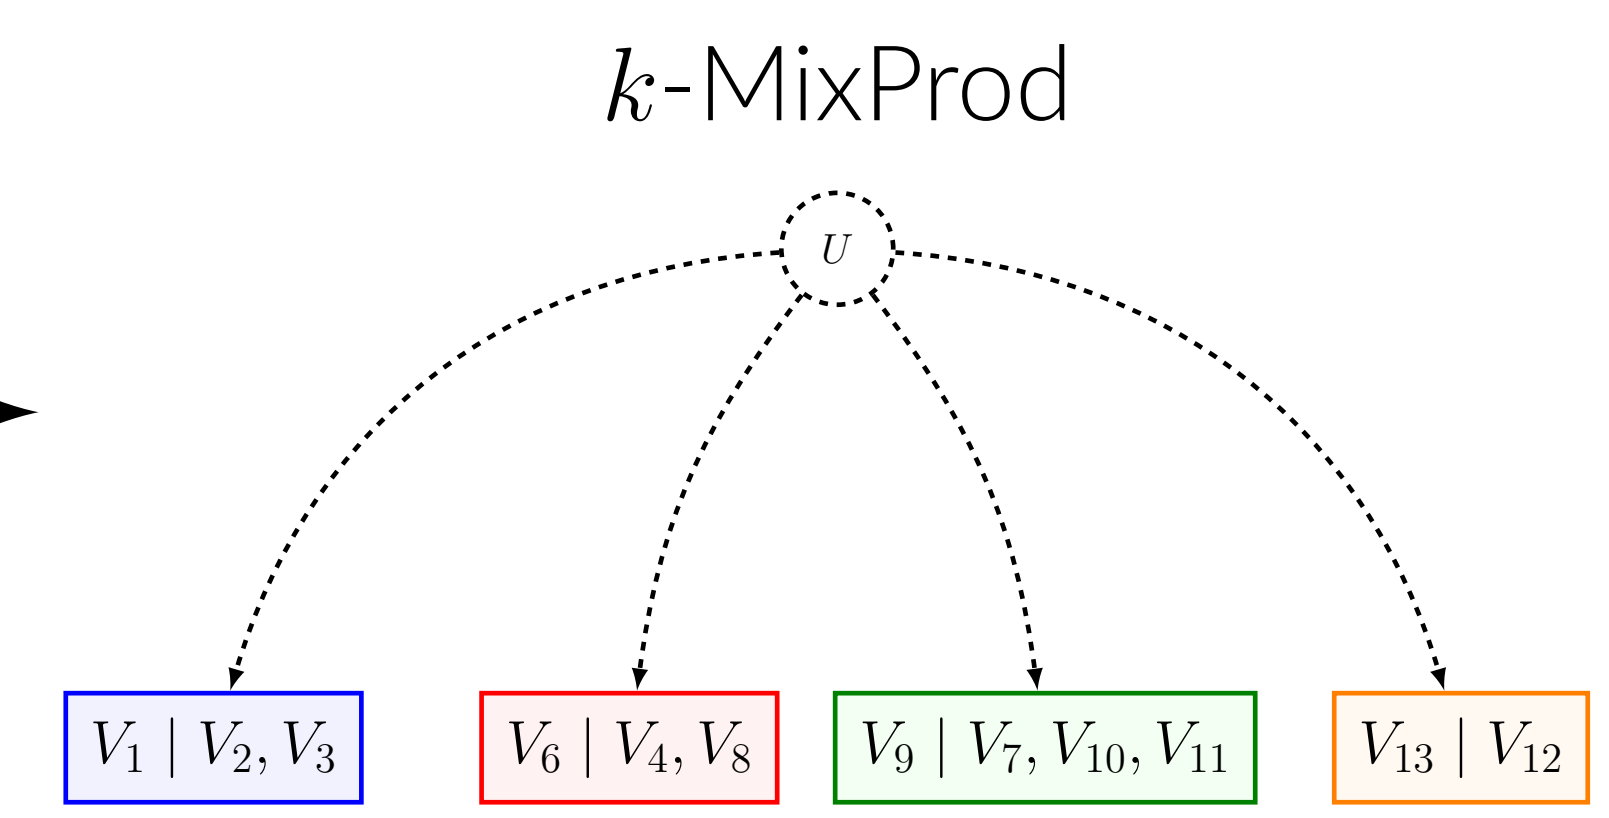 k-MixProd
U
V₁ | V₂, V₃
V₆ | V₄, V₈
V₉ | V₇, V₁₀, V₁₁
V₁₃ | V₁₂